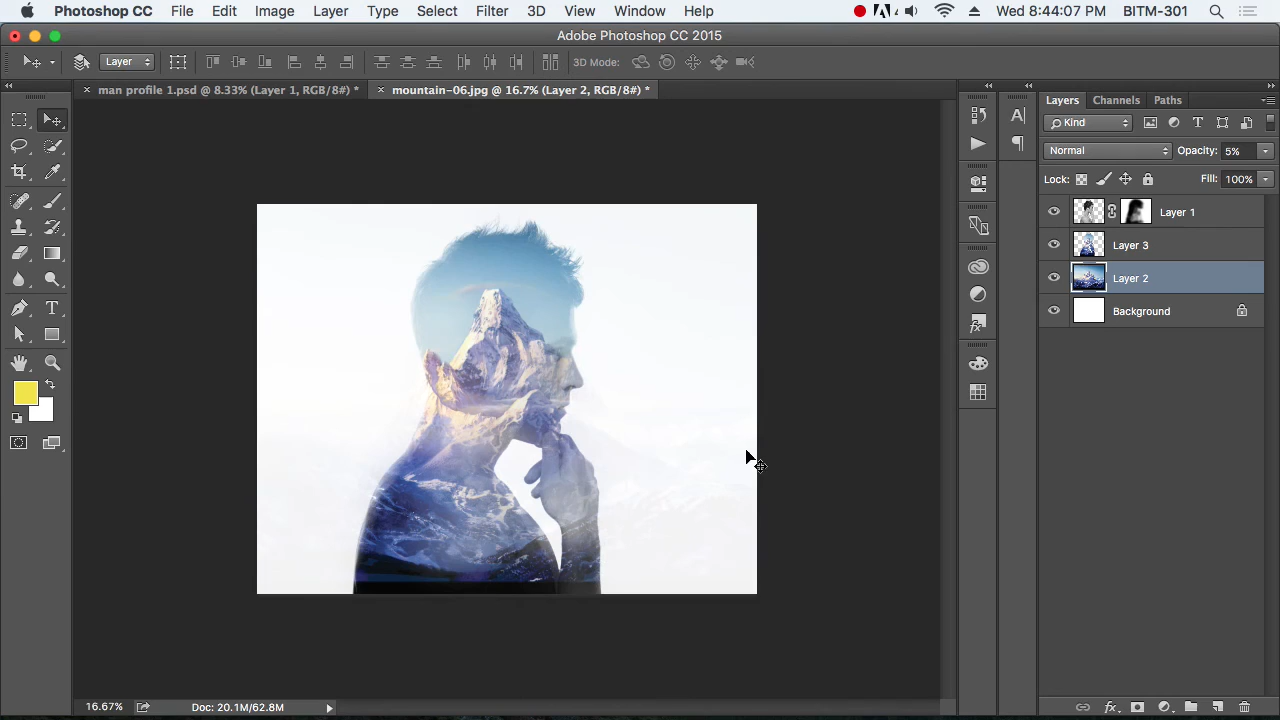 Photoshop CC File Edit Image Layer Type Select Filter 3D View Window Help Wed 8:44:07 PM BITM-301
Adobe Photoshop CC 2015
Layer 3D Mode:
man profile 1.psd @ 8.33% (Layer 1, RGB/8#) * mountain-06.jpg @ 16.7% (Layer 2, RGB/8#) *
Layers Channels Paths
Kind
Normal Opacity: 5%
Lock: Fill: 100%
Layer 1
Layer 3
Layer 2
Background
16.67% Doc: 20.1M/62.8M